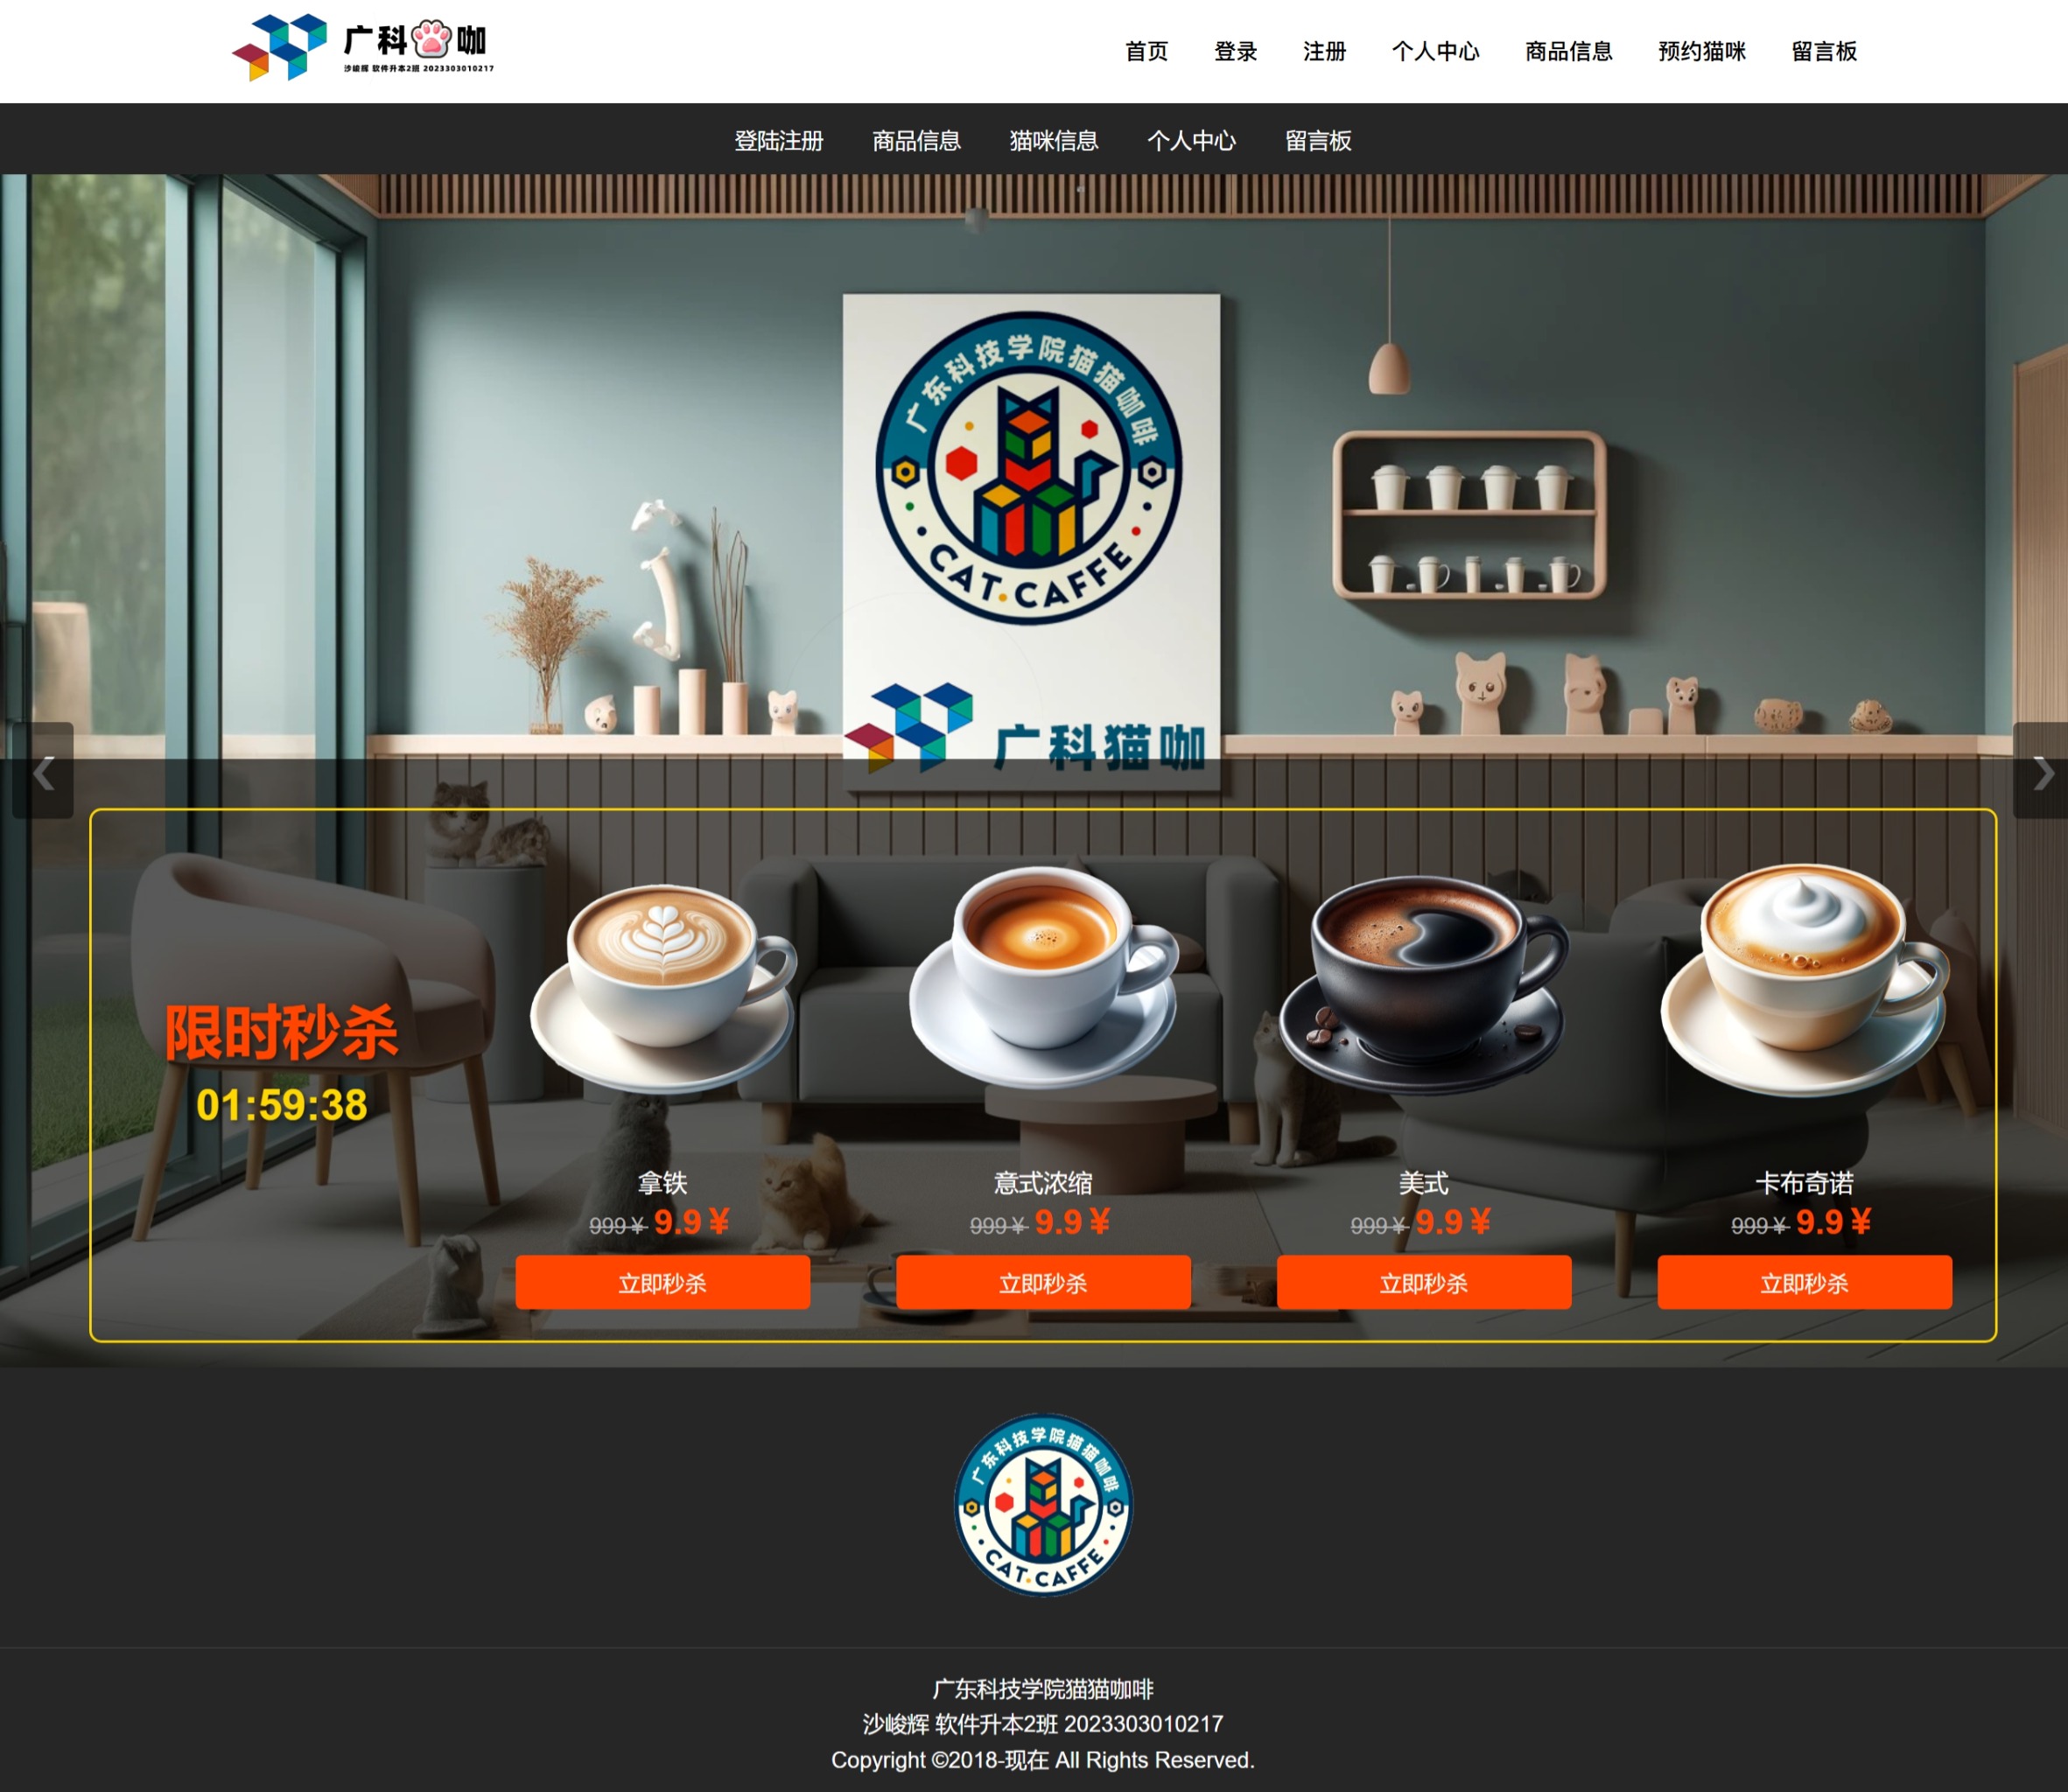 广科咖
沙峻辉 软件升本2班 2023303010217
首页 登录 注册 个人中心 商品信息 预约猫咪 留言板
登陆注册 商品信息 猫咪信息 个人中心 留言板
广东科技学院猫猫咖啡
CAT.CAFFE
广科猫咖
限时秒杀
01:59:38
拿铁
999¥ 9.9¥
立即秒杀
意式浓缩
999¥ 9.9¥
立即秒杀
美式
999¥ 9.9¥
立即秒杀
卡布奇诺
999¥ 9.9¥
立即秒杀
广东科技学院猫猫咖啡
CAT.CAFFE
广东科技学院猫猫咖啡
沙峻辉 软件升本2班 2023303010217
Copyright ©2018-现在 All Rights Reserved.